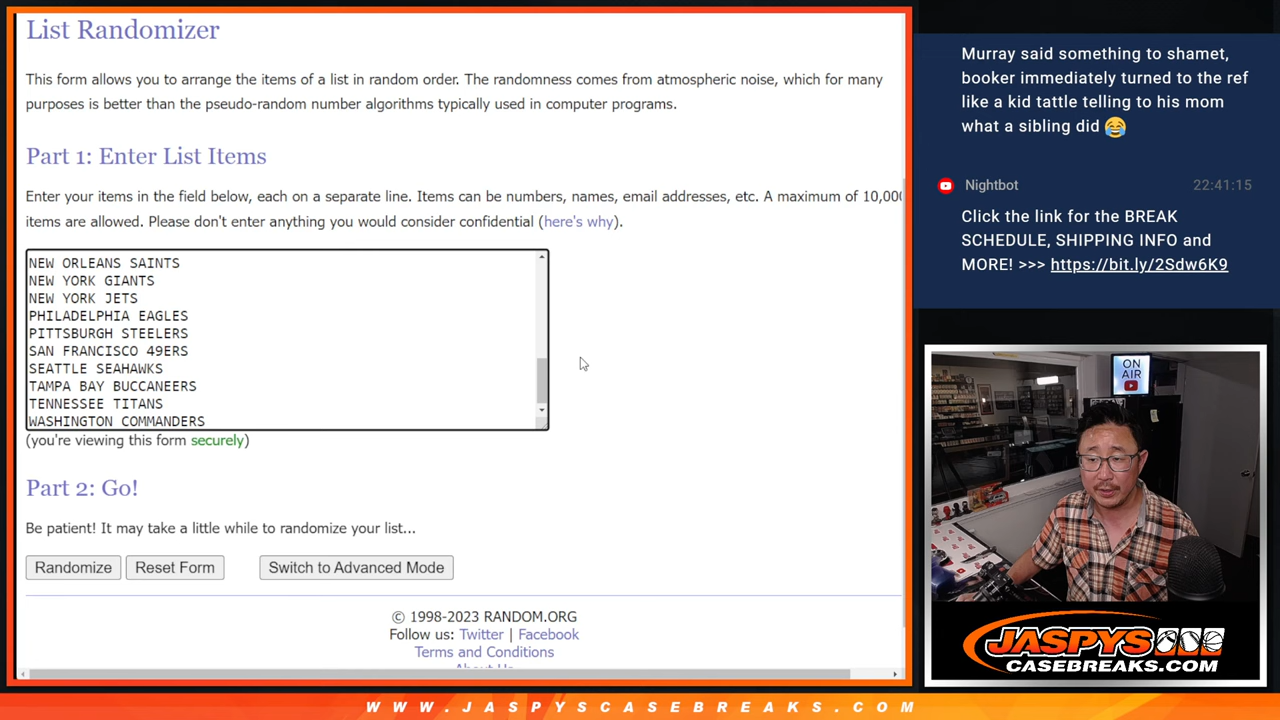 List Randomizer
This form allows you to arrange the items of a list in random order. The randomness comes from atmospheric noise, which for many
purposes is better than the pseudo-random number algorithms typically used in computer programs.
Part 1: Enter List Items
Enter your items in the field below, each on a separate line. Items can be numbers, names, email addresses, etc. A maximum of 10,000
items are allowed. Please don't enter anything you would consider confidential (here's why).
NEW ORLEANS SAINTS
NEW YORK GIANTS
NEW YORK JETS
PHILADELPHIA EAGLES
PITTSBURGH STEELERS
SAN FRANCISCO 49ERS
SEATTLE SEAHAWKS
TAMPA BAY BUCCANEERS
TENNESSEE TITANS
WASHINGTON COMMANDERS
(you're viewing this form securely)
Part 2: Go!
Be patient! It may take a little while to randomize your list...
Randomize Reset Form Switch to Advanced Mode
© 1998-2023 RANDOM.ORG
Follow us: Twitter | Facebook
Terms and Conditions
About Us
Murray said something to shamet,
booker immediately turned to the ref
like a kid tattle telling to his mom
what a sibling did 😂
Nightbot 22:41:15
Click the link for the BREAK
SCHEDULE, SHIPPING INFO and
MORE! >>> https://bit.ly/2Sdw6K9
ON
AIR
JASPYS
CASEBREAKS.COM
WWW.JASPYSCASEBREAKS.COM